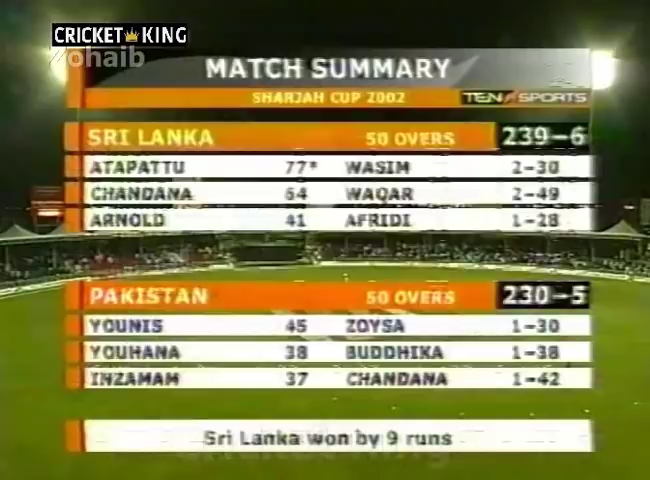 CRICKET KING
Zohaib
MATCH SUMMARY
SHARJAH CUP 2002 TEN SPORTS
SRI LANKA 50 OVERS 239-6
ATAPATTU 77* WASIM 2-30
CHANDANA 64 WAQAR 2-49
ARNOLD 41 AFRIDI 1-28
PAKISTAN 50 OVERS 230-5
YOUNIS 45 ZOYSA 1-30
YOUHANA 38 BUDDHIKA 1-38
INZAMAM 37 CHANDANA 1-42
Sri Lanka won by 9 runs